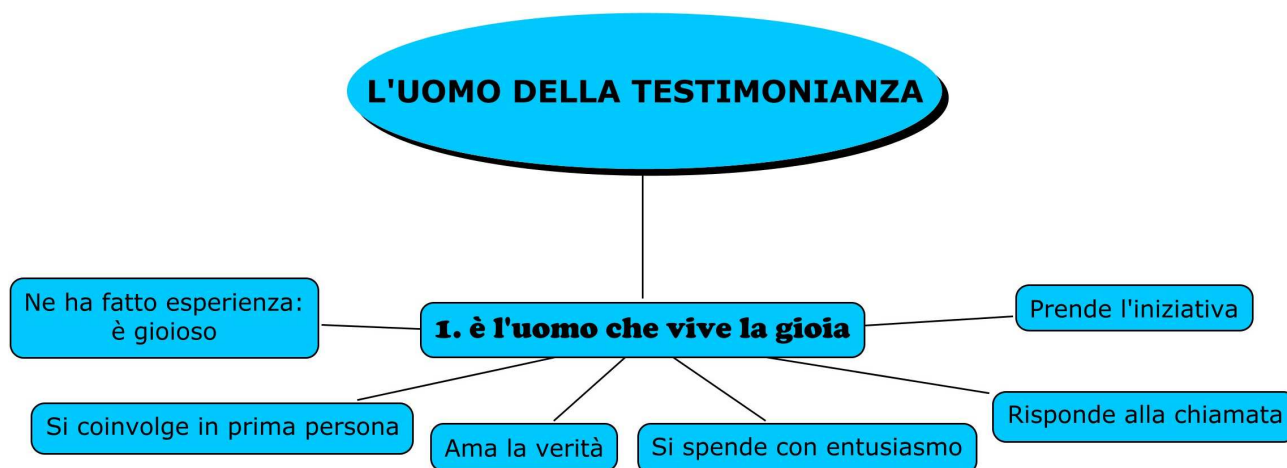 L'UOMO DELLA TESTIMONIANZA
Ne ha fatto esperienza:
è gioioso
1. è l'uomo che vive la gioia
Prende l'iniziativa
Si coinvolge in prima persona
Ama la verità
Si spende con entusiasmo
Risponde alla chiamata